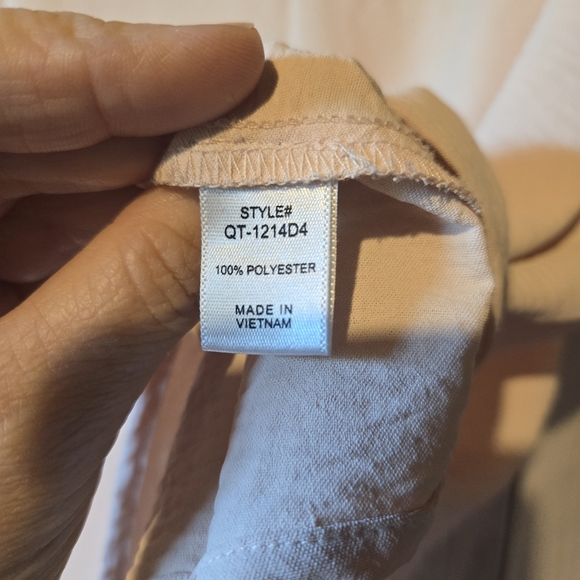 STYLE#
QT-1214D4
100% POLYESTER
MADE IN
VIETNAM